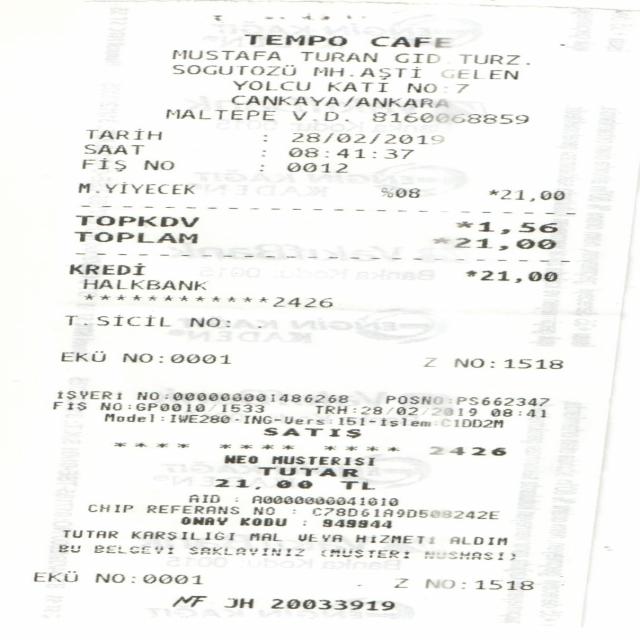 TEMPO CAFE
MUSTAFA TURAN GID.TURZ.
SOGUTOZÜ MH.AŞTİ GELEN
YOLCU KATI NO:7
CANKAYA/ANKARA
MALTEPE V.D. 8160068859
TARİH : 28/02/2019
SAAT : 08:41:37
FİŞ NO : 0012
M.YİYECEK %08 *21,00
TOPKDV *1,56
TOPLAM *21,00
KREDİ *21,00
HALKBANK
************2426
T.SİCİL NO: .
EKÜ NO:0001 Z NO:1518
İŞYERİ NO:000000001486268 POSNO:PS662347
FİŞ NO:GP0010/1533 TRH:28/02/2019 08:41
Model:IWE280-ING-Vers:151-İşlem:C1DD2M
SATIŞ
**** **** **** 2426
NEO MUSTERISI
TUTAR
21,00 TL
AID : A0000000041010
CHIP REFERANS NO : C78D61A9D508242E
ONAY KODU : 949944
TUTAR KARŞILIGI MAL VEYA HİZMETİ ALDIM
BU BELGEYİ SAKLAYINIZ (MÜŞTERİ NÜSHASI)
EKÜ NO:0001 Z NO:1518
MF JH 20033919